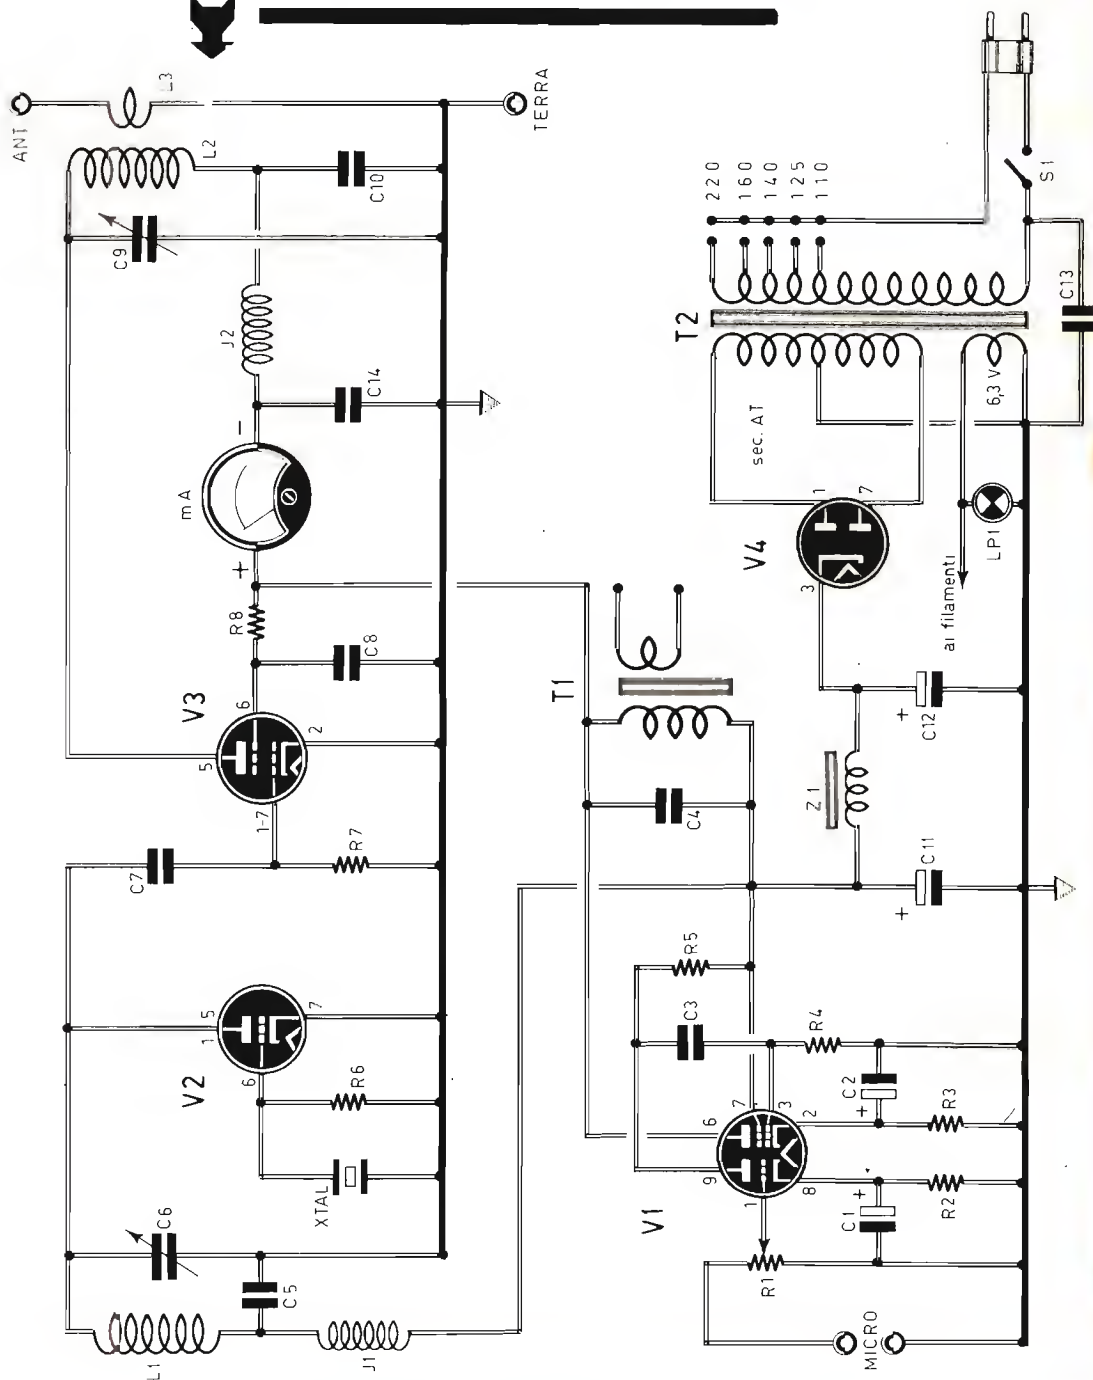 ANT
L3
TERRA
L2
C9
C10
J2
C14
−
mA
+
R8
C8
V3
5
6
2
1-7
C7
R7
V2
1
5
7
6
R6
XTAL
C6
C5
L1
J1
220
160
140
125
110
S1
C13
T2
sec. AT
6,3 V
V4
1
7
3
LP1
ai filamenti
T1
C4
Z1
+
C12
+
C11
R5
C3
R4
V1
9
6
7
3
2
8
1
+
C2
R3
+
C1
R2
R1
MICRO